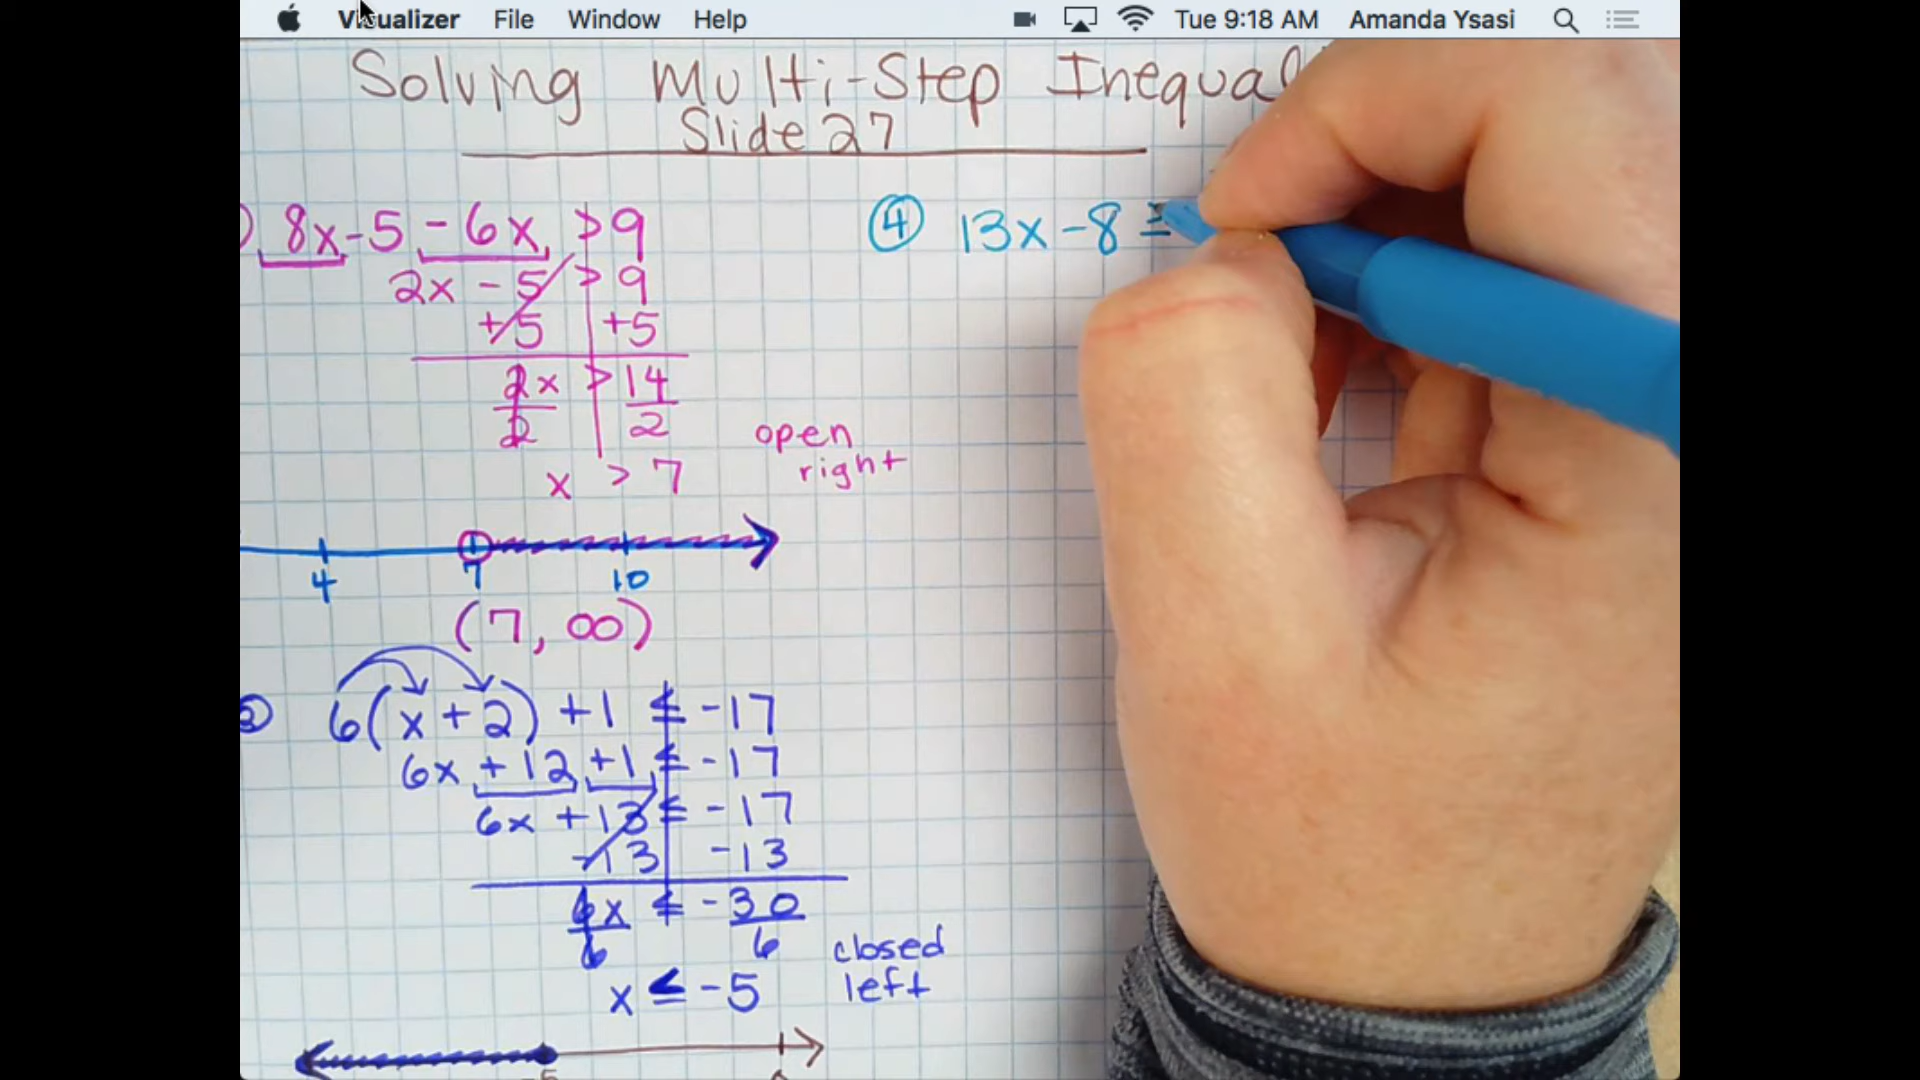 Visualizer File Window Help Tue 9:18 AM Amanda Ysasi
Solving Multi-Step Inequal
Slide 27
) 8x - 5 - 6x > 9
2x - 5 > 9
+5 +5
2x > 14
2 2
x > 7
open
right
4 7 10
(7, ∞)
② 6(x + 2) + 1 ≤ -17
6x + 12 + 1 ≤ -17
6x + 13 ≤ -17
-13 -13
6x ≤ -30
6 6
x ≤ -5
closed
left
④ 13x - 8 ≥